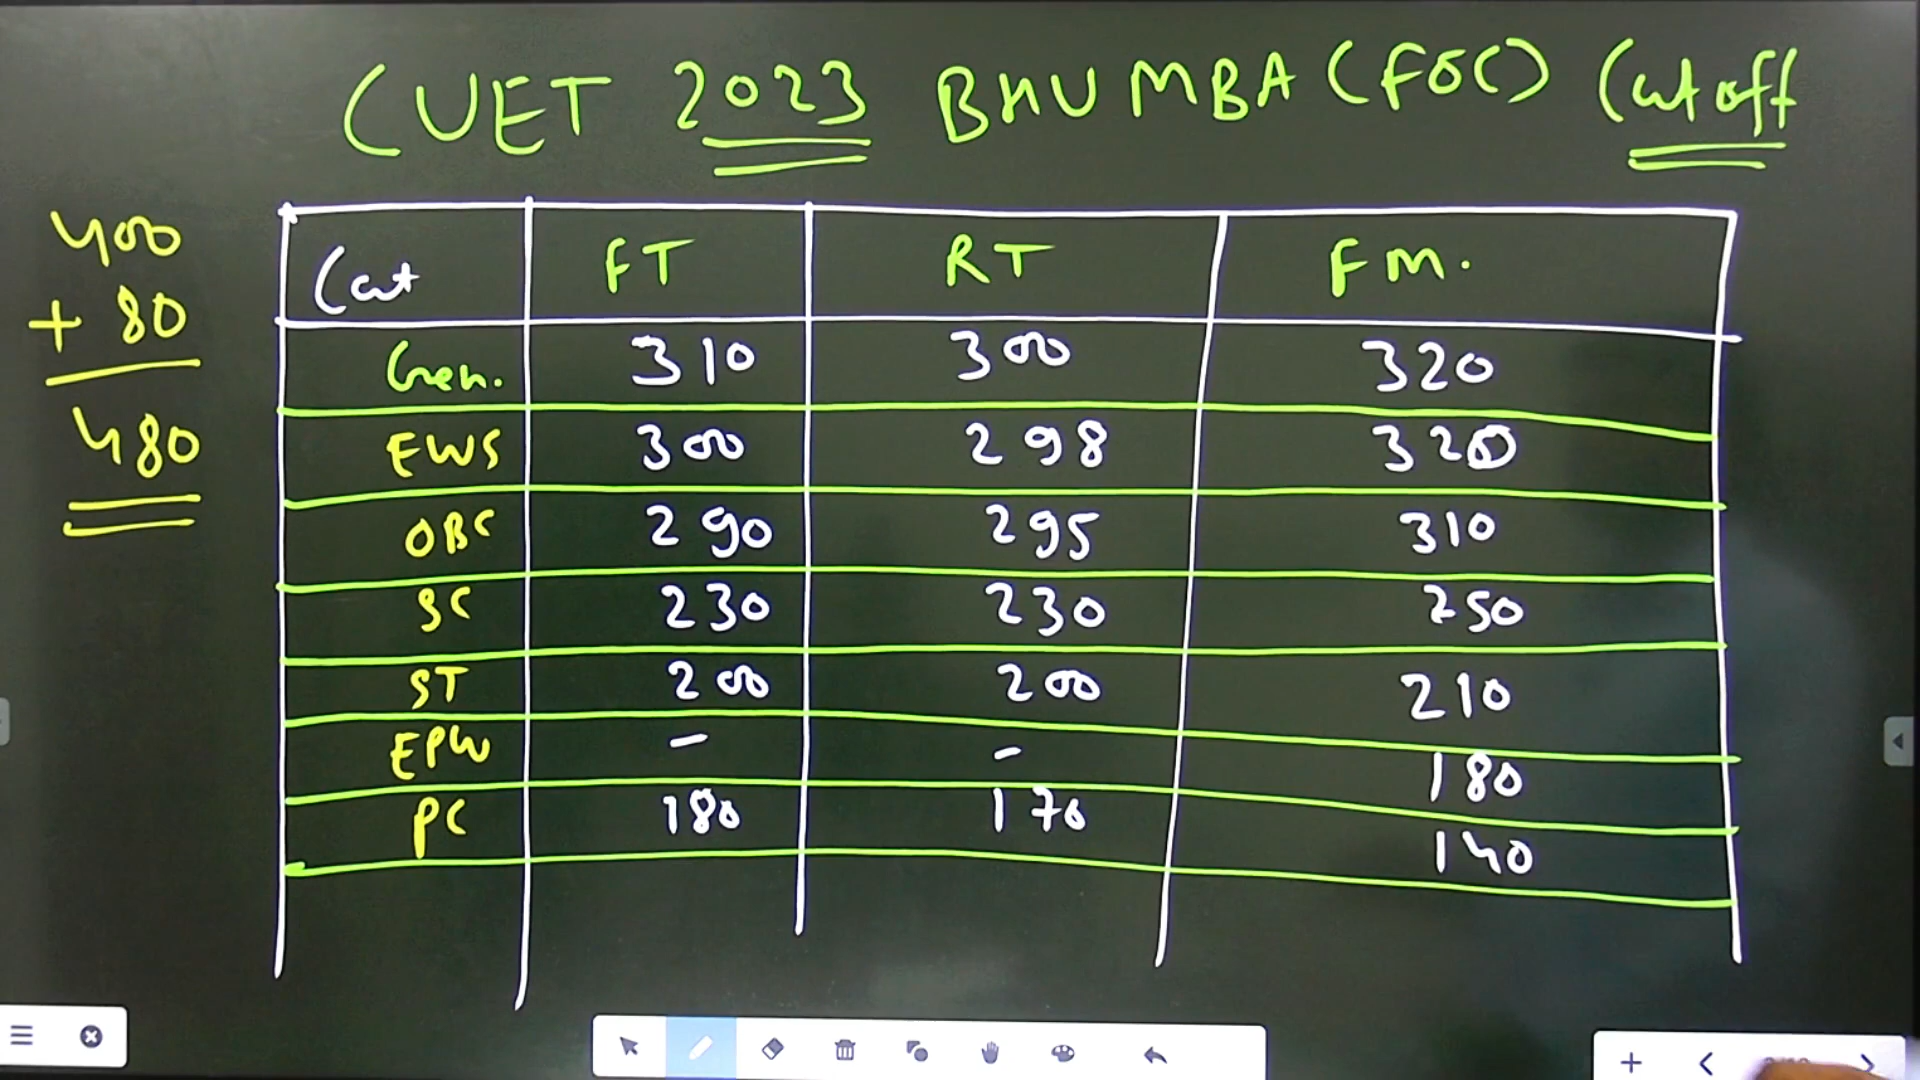 CUET 2023 BHU MBA (FOC) Cut off
400
+ 80
480
Cat FT RT FM.
Gen. 310 300 320
EWS 300 298 320
OBC 290 295 310
SC 230 230 250
ST 200 200 210
EPW - - 180
PC 180 170 140